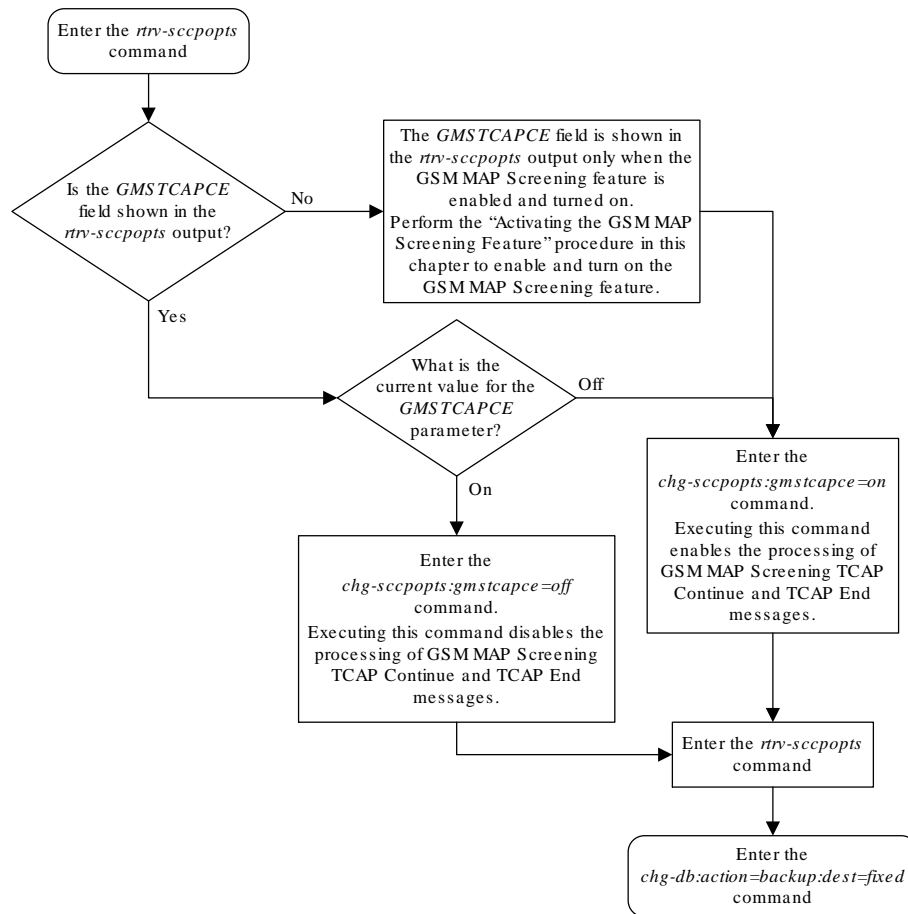 Enter the rtrv-sccpopts
command
Is the GMSTCAPCE
field shown in the
rtrv-sccpopts output?
No
Yes
The GMSTCAPCE field is shown in
the rtrv-sccpopts output only when the
GSM MAP Screening feature is
enabled and turned on.
Perform the “Activating the GSM MAP
Screening Feature” procedure in this
chapter to enable and turn on the
GSM MAP Screening feature.
What is the
current value for the
GMSTCAPCE
parameter?
Off
On
Enter the
chg-sccpopts:gmstcapce=on
command.
Executing this command
enables the processing of
GSM MAP Screening TCAP
Continue and TCAP End
messages.
Enter the
chg-sccpopts:gmstcapce=off
command.
Executing this command disables the
processing of GSM MAP Screening
TCAP Continue and TCAP End
messages.
Enter the rtrv-sccpopts
command
Enter the
chg-db:action=backup:dest=fixed
command